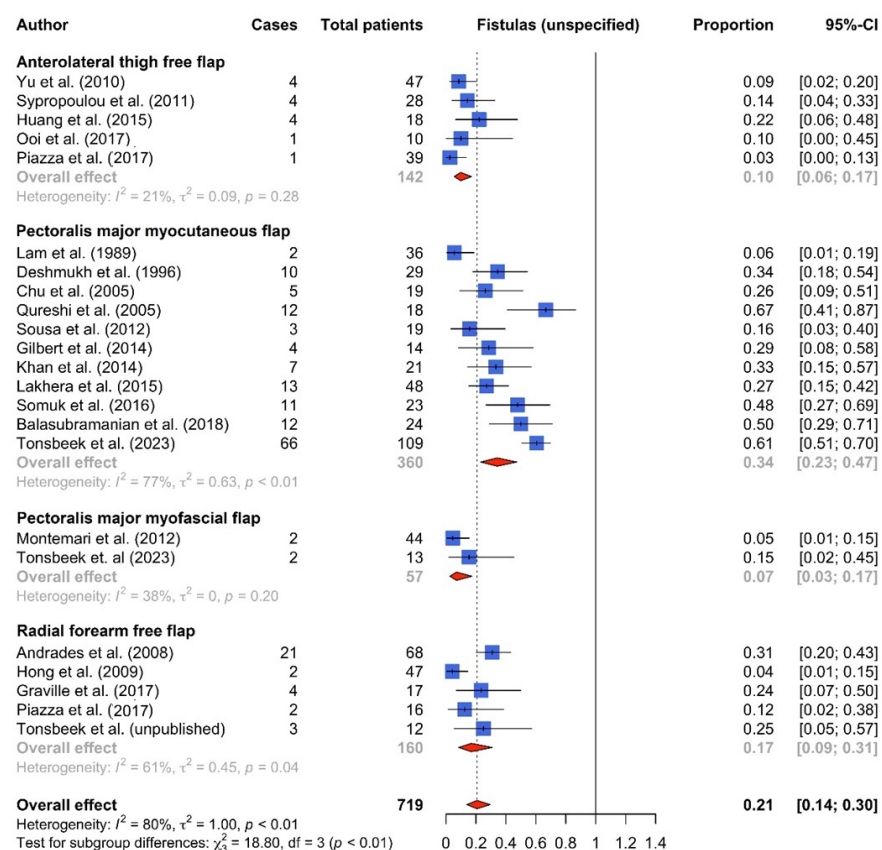 Author Cases Total patients Fistulas (unspecified) Proportion 95%-CI
Anterolateral thigh free flap
Yu et al. (2010) 4 47 0.09 [0.02; 0.20]
Sypropoulou et al. (2011) 4 28 0.14 [0.04; 0.33]
Huang et al. (2015) 4 18 0.22 [0.06; 0.48]
Ooi et al. (2017) 1 10 0.10 [0.00; 0.45]
Piazza et al. (2017) 1 39 0.03 [0.00; 0.13]
Overall effect 142 0.10 [0.06; 0.17]
Heterogeneity: I² = 21%, τ² = 0.09, p = 0.28
Pectoralis major myocutaneous flap
Lam et al. (1989) 2 36 0.06 [0.01; 0.19]
Deshmukh et al. (1996) 10 29 0.34 [0.18; 0.54]
Chu et al. (2005) 5 19 0.26 [0.09; 0.51]
Qureshi et al. (2005) 12 18 0.67 [0.41; 0.87]
Sousa et al. (2012) 3 19 0.16 [0.03; 0.40]
Gilbert et al. (2014) 4 14 0.29 [0.08; 0.58]
Khan et al. (2014) 7 21 0.33 [0.15; 0.57]
Lakhera et al. (2015) 13 48 0.27 [0.15; 0.42]
Somuk et al. (2016) 11 23 0.48 [0.27; 0.69]
Balasubramanian et al. (2018) 12 24 0.50 [0.29; 0.71]
Tonsbeek et al. (2023) 66 109 0.61 [0.51; 0.70]
Overall effect 360 0.34 [0.23; 0.47]
Heterogeneity: I² = 77%, τ² = 0.63, p < 0.01
Pectoralis major myofascial flap
Montemari et al. (2012) 2 44 0.05 [0.01; 0.15]
Tonsbeek et. al (2023) 2 13 0.15 [0.02; 0.45]
Overall effect 57 0.07 [0.03; 0.17]
Heterogeneity: I² = 38%, τ² = 0, p = 0.20
Radial forearm free flap
Andrades et al. (2008) 21 68 0.31 [0.20; 0.43]
Hong et al. (2009) 2 47 0.04 [0.01; 0.15]
Graville et al. (2017) 4 17 0.24 [0.07; 0.50]
Piazza et al. (2017) 2 16 0.12 [0.02; 0.38]
Tonsbeek et al. (unpublished) 3 12 0.25 [0.05; 0.57]
Overall effect 160 0.17 [0.09; 0.31]
Heterogeneity: I² = 61%, τ² = 0.45, p = 0.04
Overall effect 719 0.21 [0.14; 0.30]
Heterogeneity: I² = 80%, τ² = 1.00, p < 0.01
Test for subgroup differences: χ²₃ = 18.80, df = 3 (p < 0.01)
0 0.2 0.4 0.6 0.8 1 1.2 1.4